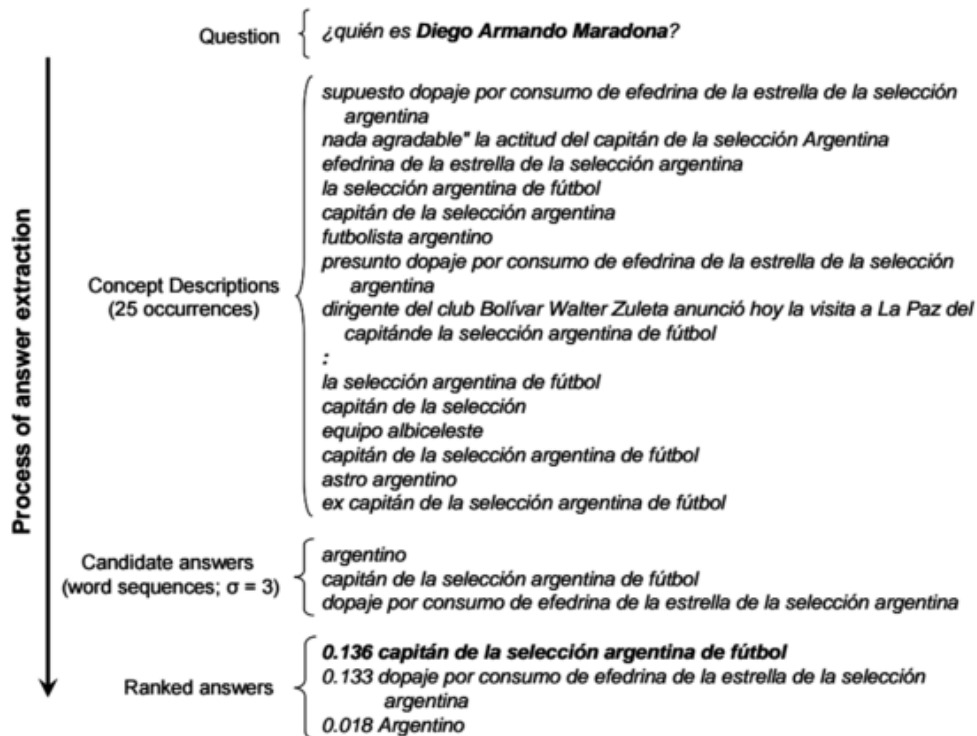 Question
¿quién es Diego Armando Maradona?
Process of answer extraction
Concept Descriptions
(25 occurrences)
supuesto dopaje por consumo de efedrina de la estrella de la selección
argentina
nada agradable" la actitud del capitán de la selección Argentina
efedrina de la estrella de la selección argentina
la selección argentina de fútbol
capitán de la selección argentina
futbolista argentino
presunto dopaje por consumo de efedrina de la estrella de la selección
argentina
dirigente del club Bolívar Walter Zuleta anunció hoy la visita a La Paz del
capitánde la selección argentina de fútbol
:
la selección argentina de fútbol
capitán de la selección
equipo albiceleste
capitán de la selección argentina de fútbol
astro argentino
ex capitán de la selección argentina de fútbol
Candidate answers
(word sequences; σ = 3)
argentino
capitán de la selección argentina de fútbol
dopaje por consumo de efedrina de la estrella de la selección argentina
Ranked answers
0.136 capitán de la selección argentina de fútbol
0.133 dopaje por consumo de efedrina de la estrella de la selección
argentina
0.018 Argentino